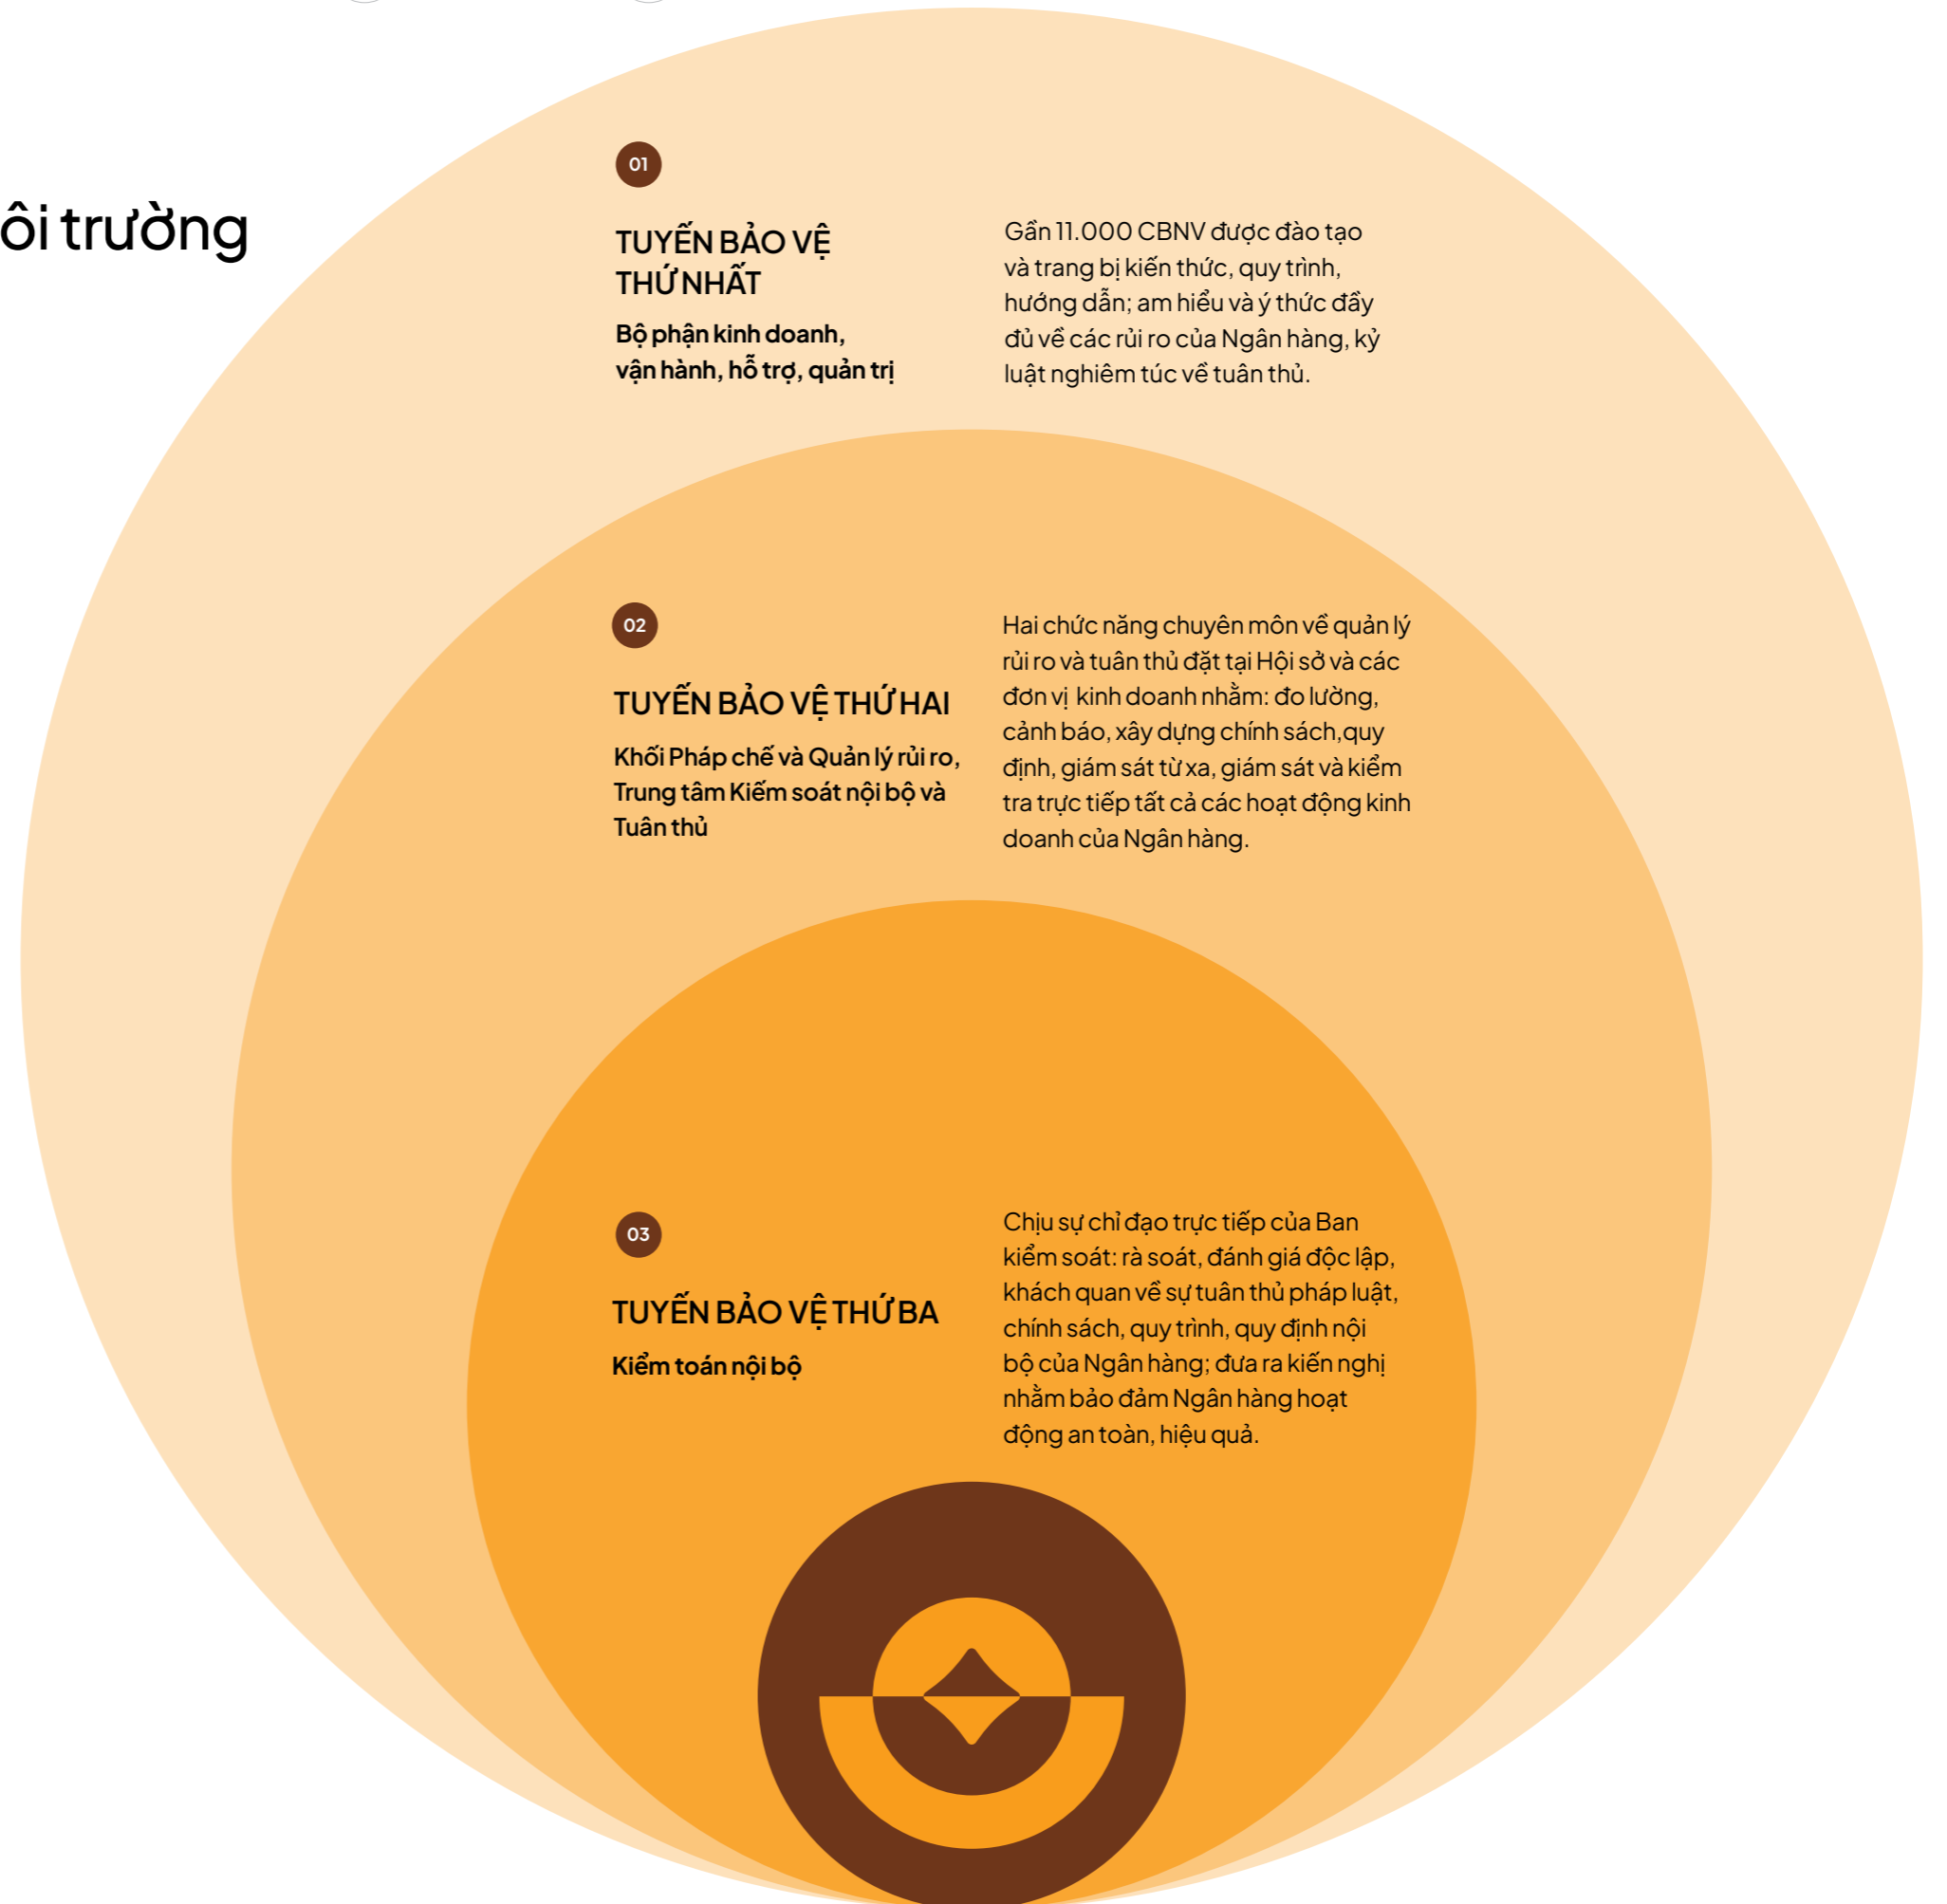 ôi trường
01
TUYẾN BẢO VỆ
THỨ NHẤT
Bộ phận kinh doanh,
vận hành, hỗ trợ, quản trị
Gần 11.000 CBNV được đào tạo
và trang bị kiến thức, quy trình,
hướng dẫn; am hiểu và ý thức đầy
đủ về các rủi ro của Ngân hàng, kỷ
luật nghiêm túc về tuân thủ.
02
TUYẾN BẢO VỆ THỨ HAI
Khối Pháp chế và Quản lý rủi ro,
Trung tâm Kiếm soát nội bộ và
Tuân thủ
Hai chức năng chuyên môn về quản lý
rủi ro và tuân thủ đặt tại Hội sở và các
đơn vị kinh doanh nhằm: đo lường,
cảnh báo, xây dựng chính sách,quy
định, giám sát từ xa, giám sát và kiểm
tra trực tiếp tất cả các hoạt động kinh
doanh của Ngân hàng.
03
TUYẾN BẢO VỆ THỨ BA
Kiểm toán nội bộ
Chịu sự chỉ đạo trực tiếp của Ban
kiểm soát: rà soát, đánh giá độc lập,
khách quan về sự tuân thủ pháp luật,
chính sách, quy trình, quy định nội
bộ của Ngân hàng; đưa ra kiến nghị
nhằm bảo đảm Ngân hàng hoạt
động an toàn, hiệu quả.